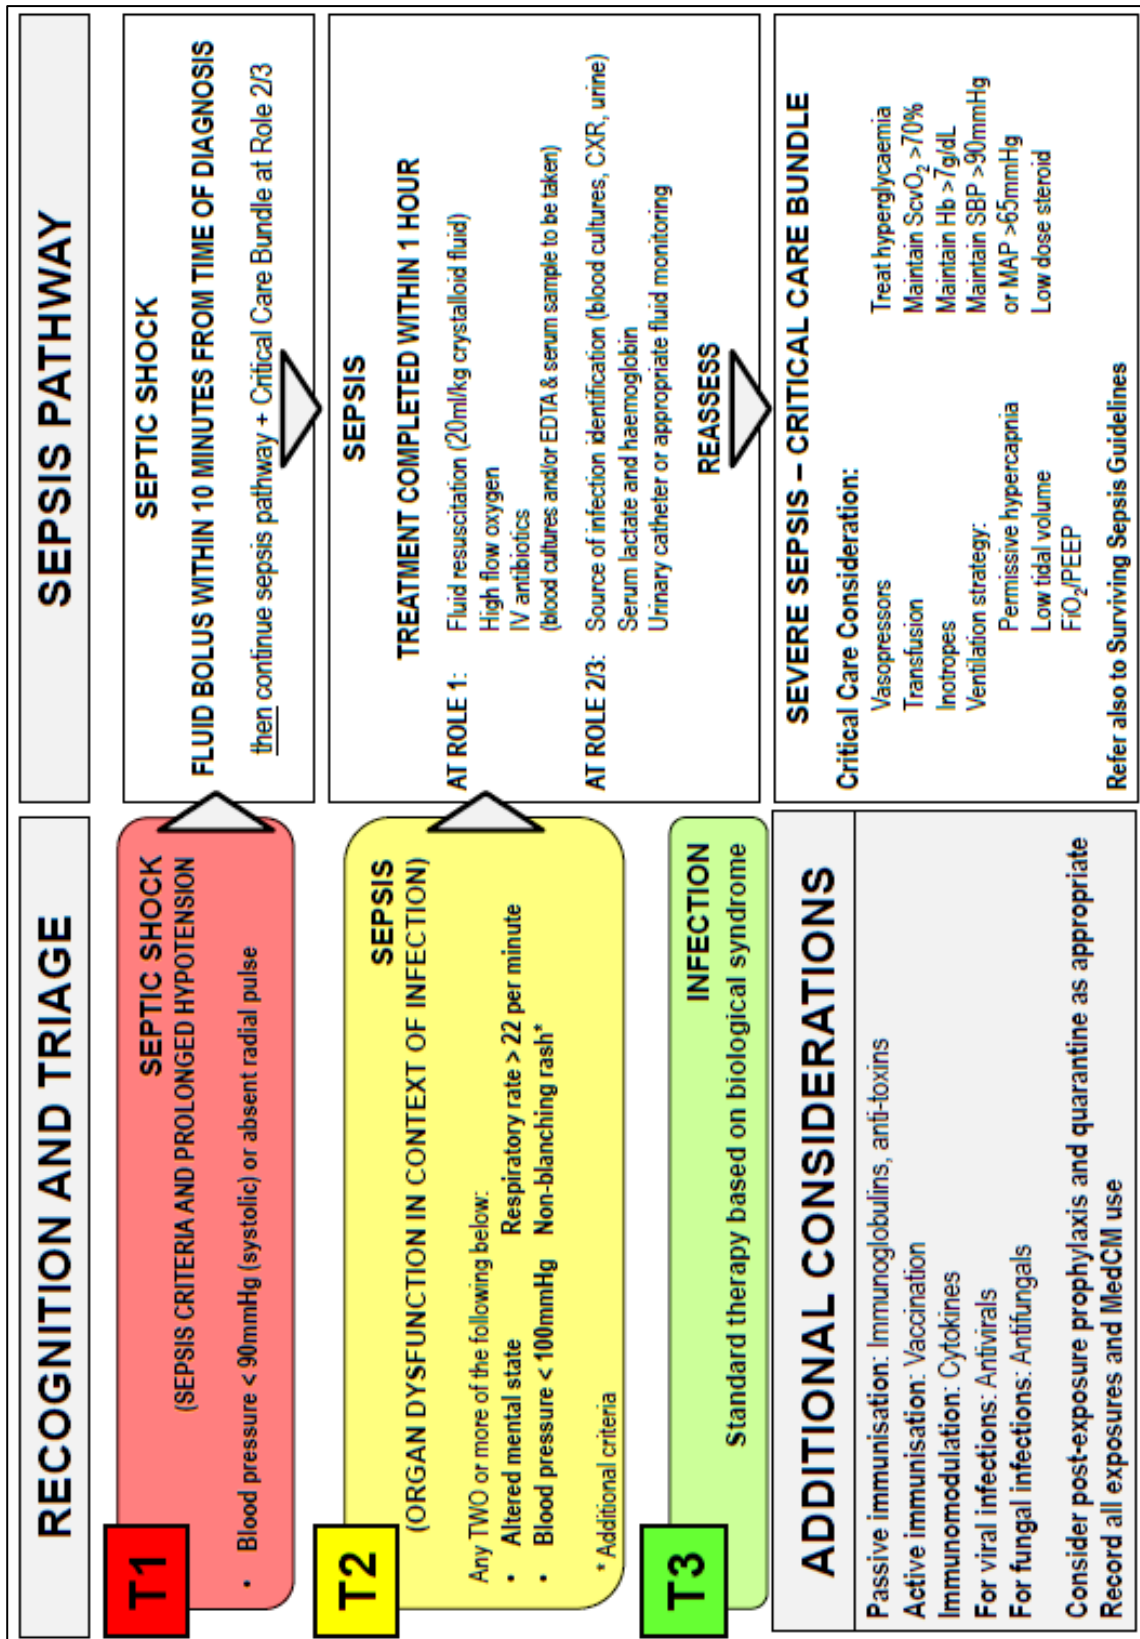 RECOGNITION AND TRIAGE
T1
SEPTIC SHOCK
(SEPSIS CRITERIA AND PROLONGED HYPOTENSION
• Blood pressure < 90mmHg (systolic) or absent radial pulse
T2
SEPSIS
(ORGAN DYSFUNCTION IN CONTEXT OF INFECTION)
Any TWO or more of the following below:
• Altered mental state Respiratory rate > 22 per minute
• Blood pressure < 100mmHg Non-blanching rash*
* Additional criteria
T3
INFECTION
Standard therapy based on biological syndrome
ADDITIONAL CONSIDERATIONS
Passive immunisation: Immunoglobulins, anti-toxins
Active immunisation: Vaccination
Immunomodulation: Cytokines
For viral infections: Antivirals
For fungal infections: Antifungals
Consider post-exposure prophylaxis and quarantine as appropriate
Record all exposures and MedCM use
SEPSIS PATHWAY
SEPTIC SHOCK
FLUID BOLUS WITHIN 10 MINUTES FROM TIME OF DIAGNOSIS
then continue sepsis pathway + Critical Care Bundle at Role 2/3
SEPSIS
TREATMENT COMPLETED WITHIN 1 HOUR
AT ROLE 1: Fluid resuscitation (20ml/kg crystalloid fluid)
High flow oxygen
IV antibiotics
(blood cultures and/or EDTA & serum sample to be taken)
AT ROLE 2/3: Source of infection identification (blood cultures, CXR, urine)
Serum lactate and haemoglobin
Urinary catheter or appropriate fluid monitoring
REASSESS
SEVERE SEPSIS – CRITICAL CARE BUNDLE
Critical Care Consideration:
Vasopressors
Transfusion
Inotropes
Ventilation strategy:
Permissive hypercapnia
Low tidal volume
FiO₂/PEEP
Treat hyperglycaemia
Maintain ScvO₂ >70%
Maintain Hb >7g/dL
Maintain SBP >90mmHg
or MAP >65mmHg
Low dose steroid
Refer also to Surviving Sepsis Guidelines